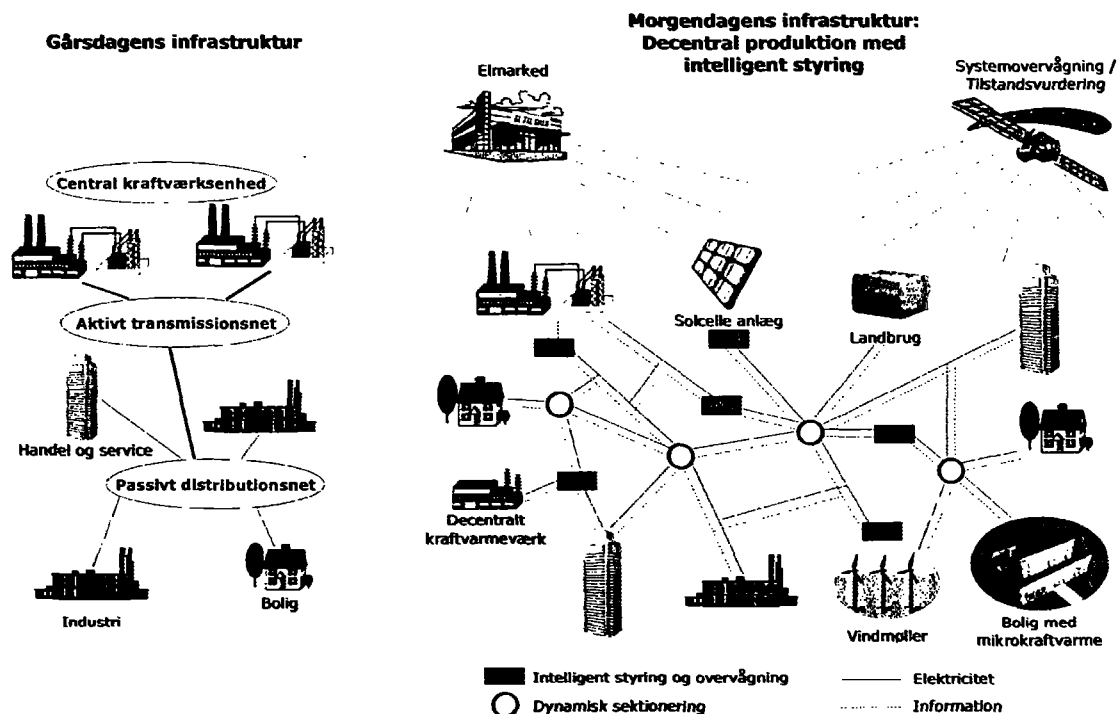 Gårsdagens infrastruktur
Central kraftværksenhed
Aktivt transmissionsnet
Handel og service
Passivt distributionsnet
Industri
Bolig
Morgendagens infrastruktur:
Decentral produktion med
intelligent styring
Elmarked
Systemovervågning /
Tilstandsvurdering
Solcelle anlæg
Landbrug
Decentralt
kraftvarmeværk
Vindmøller
Bolig med
mikrokraftvarme
Intelligent styring og overvågning
Elektricitet
Dynamisk sektionering
Information